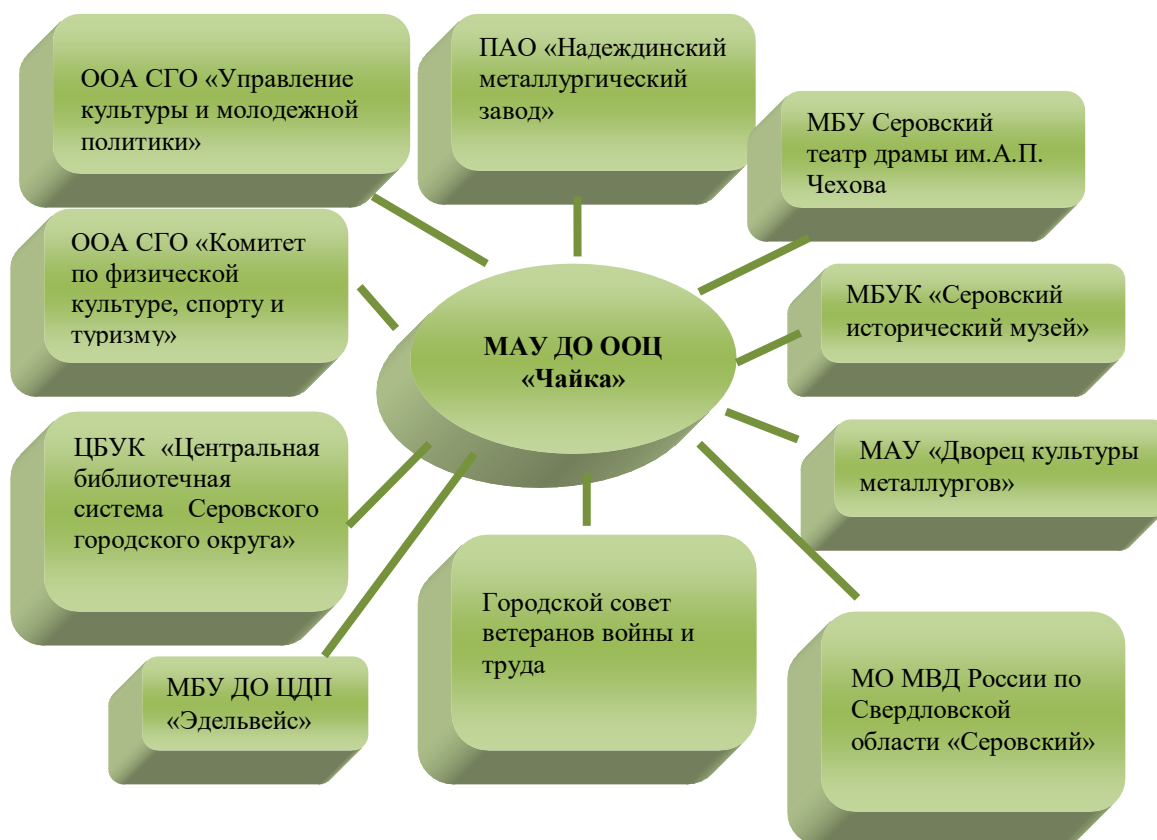 ООА СГО «Управление
культуры и молодежной
политики»
ПАО «Надеждинский
металлургический
завод»
МБУ Серовский
театр драмы им.А.П.
Чехова
ООА СГО «Комитет
по физической
культуре, спорту и
туризму»
МБУК «Серовский
исторический музей»
МАУ ДО ООЦ
«Чайка»
ЦБУК «Центральная
библиотечная
система Серовского
городского округа»
МАУ «Дворец культуры
металлургов»
Городской совет
ветеранов войны и
труда
МБУ ДО ЦДП
«Эдельвейс»
МО МВД России по
Свердловской
области «Серовский»